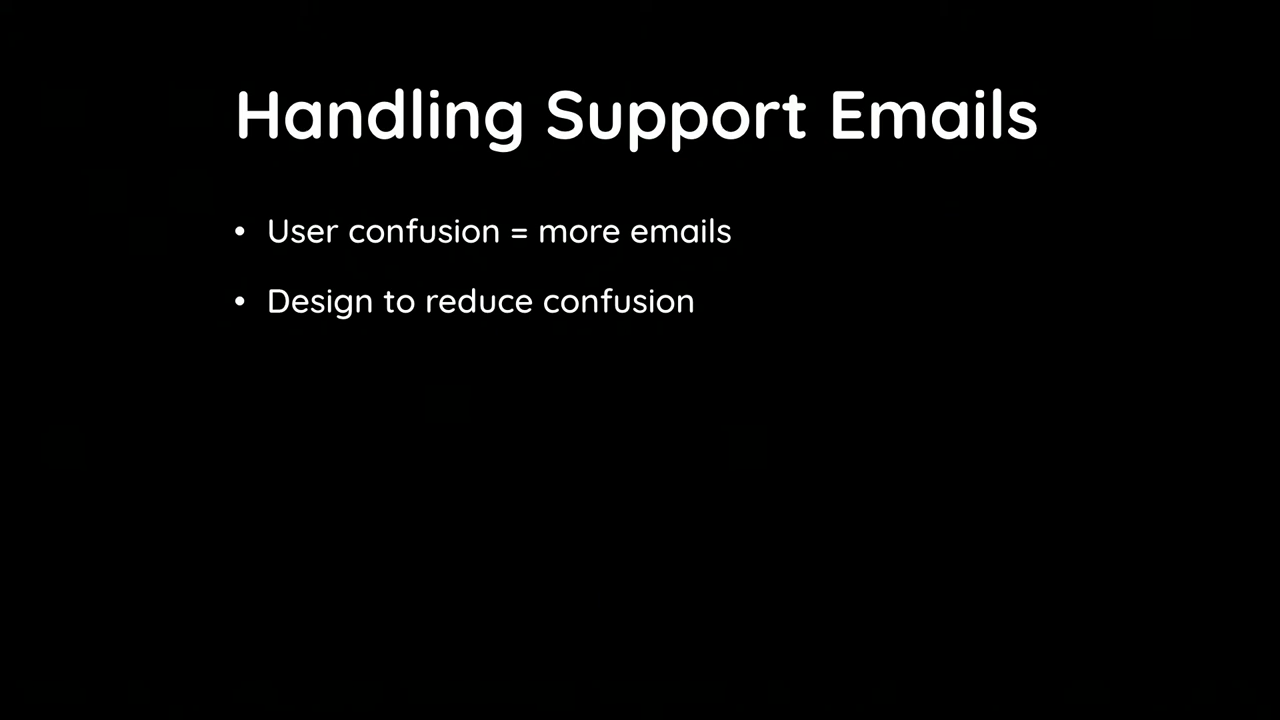 Handling Support Emails
• User confusion = more emails
• Design to reduce confusion